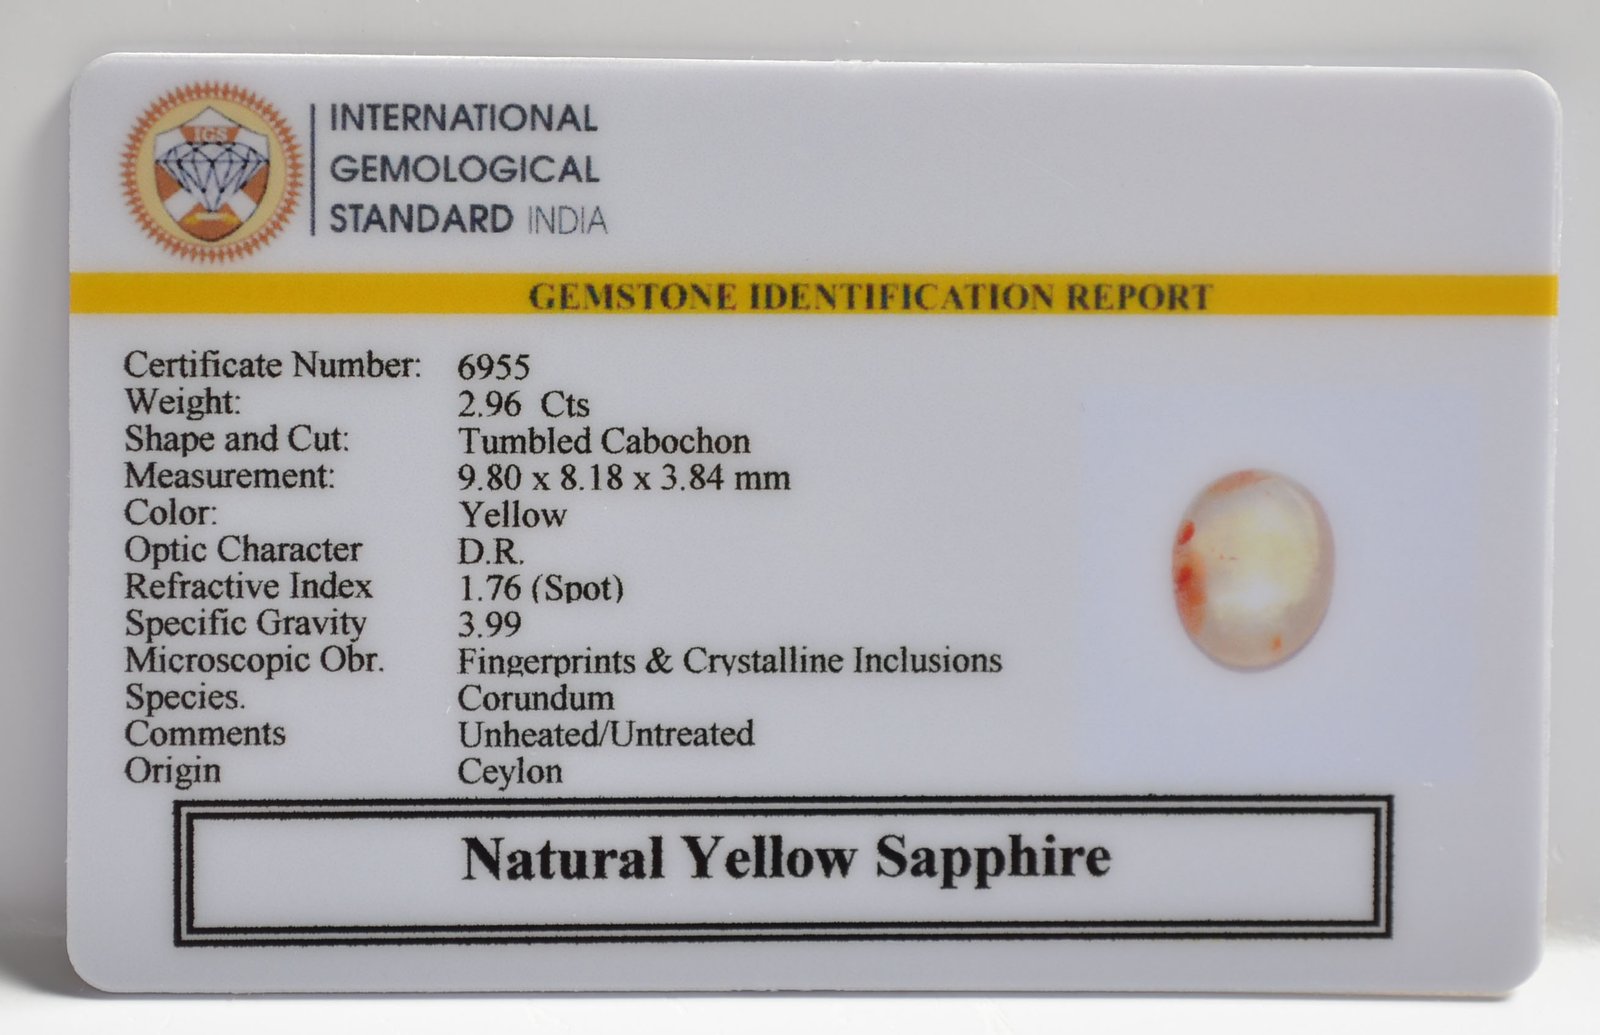 IGS
INTERNATIONAL
GEMOLOGICAL
STANDARD INDIA
GEMSTONE IDENTIFICATION REPORT
Certificate Number: 6955
Weight: 2.96 Cts
Shape and Cut: Tumbled Cabochon
Measurement: 9.80 x 8.18 x 3.84 mm
Color: Yellow
Optic Character D.R.
Refractive Index 1.76 (Spot)
Specific Gravity 3.99
Microscopic Obr. Fingerprints & Crystalline Inclusions
Species. Corundum
Comments Unheated/Untreated
Origin Ceylon
Natural Yellow Sapphire